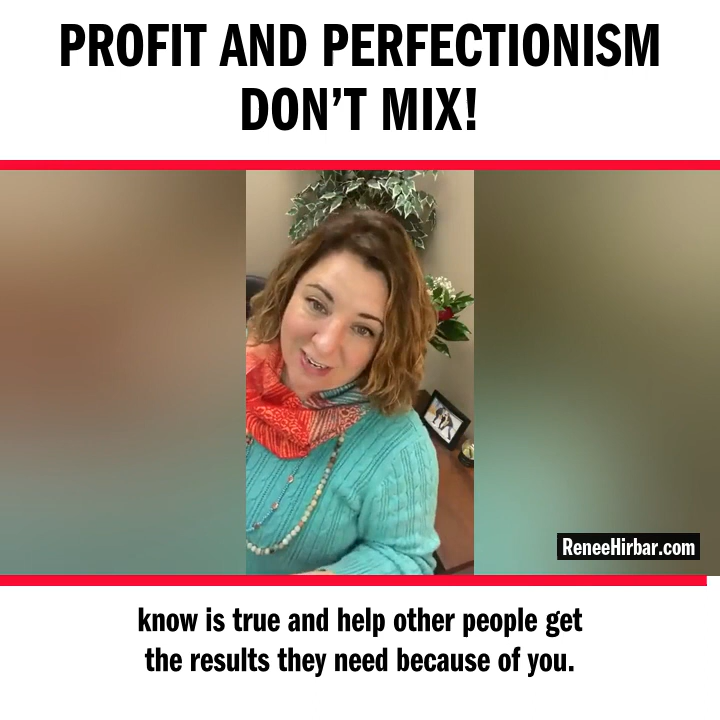 PROFIT AND PERFECTIONISM
DON'T MIX!
ReneeHirbar.com
know is true and help other people get
the results they need because of you.